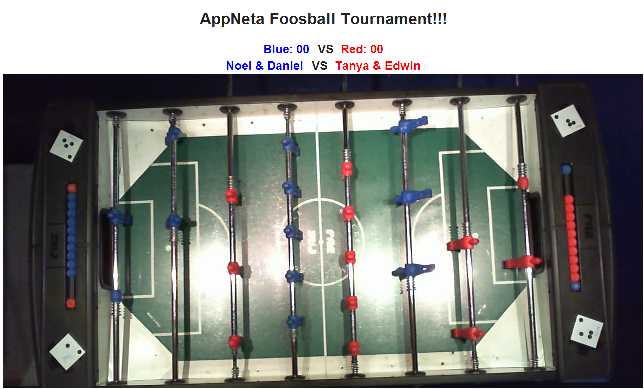 AppNeta Foosball Tournament!!!
Blue: 00 VS Red: 00
Noel & Daniel VS Tanya & Edwin